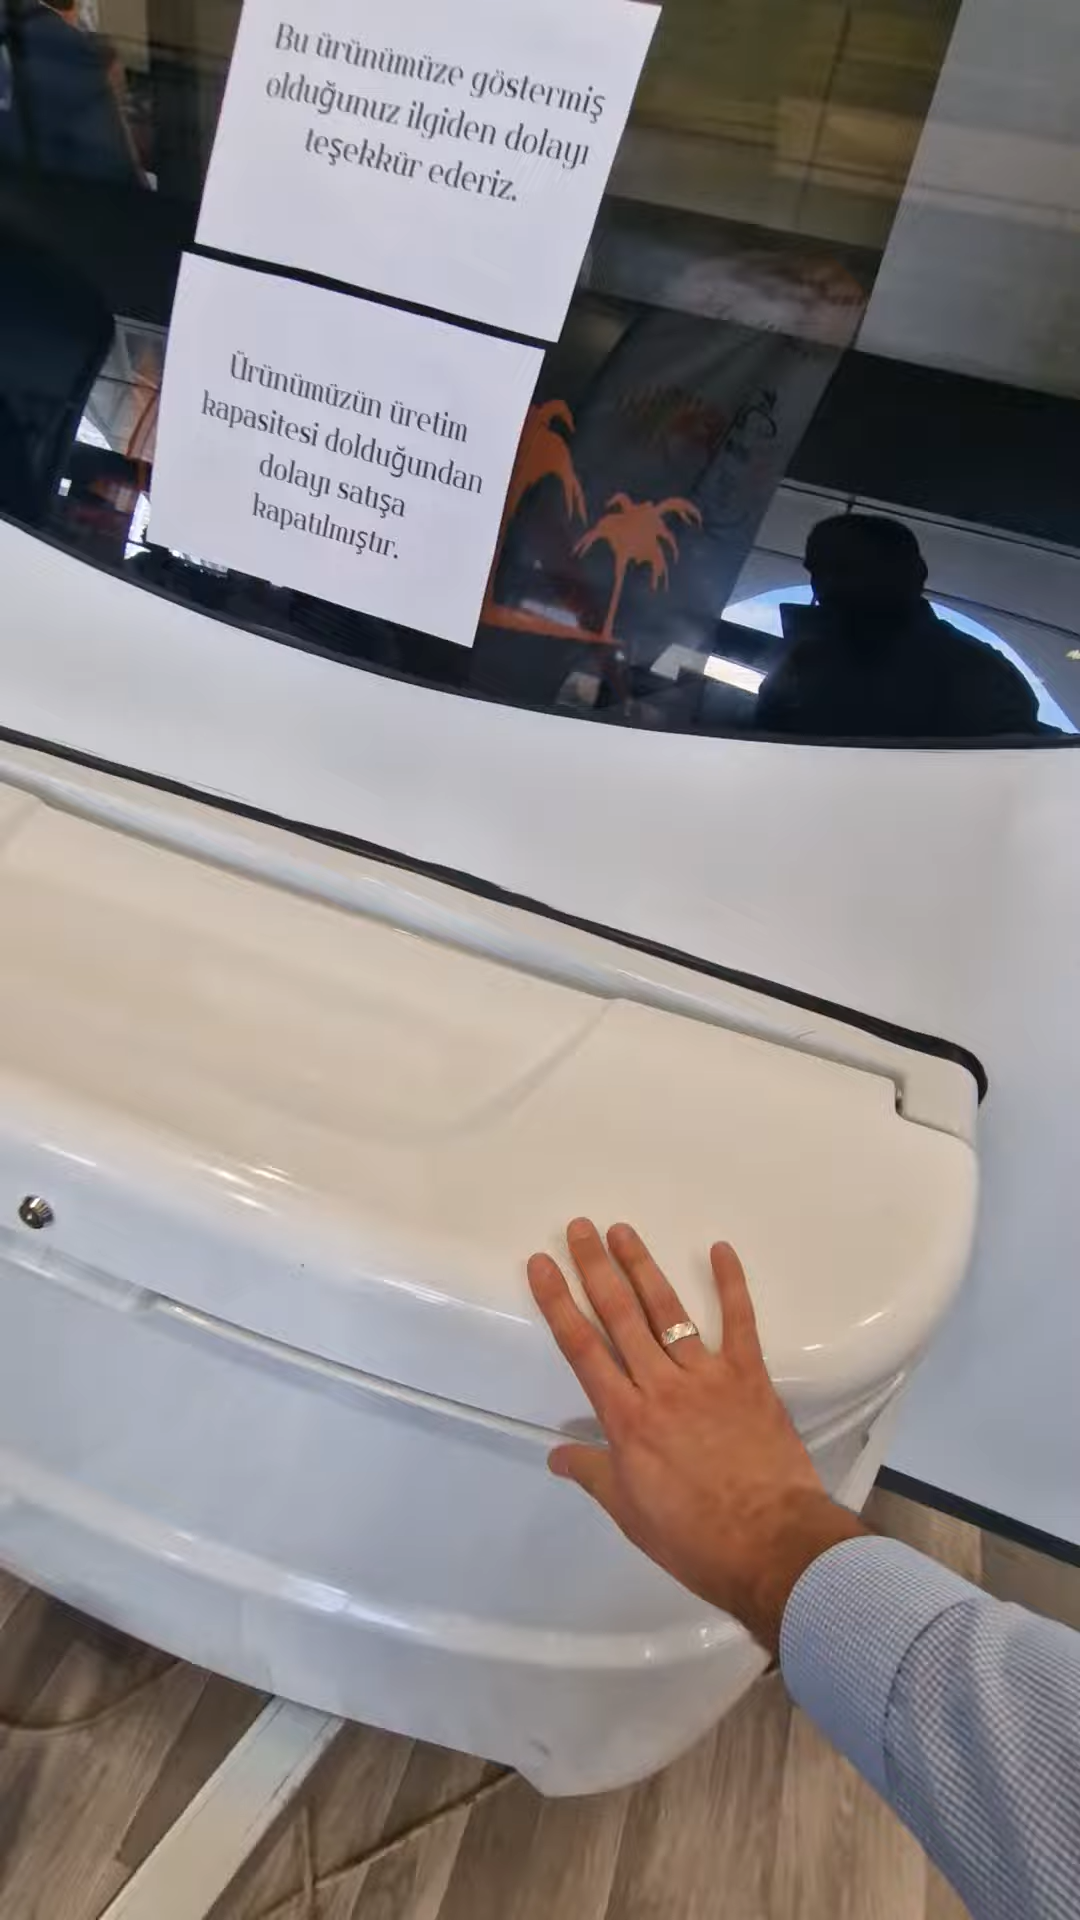 Bu ürünümüze göstermiş
olduğunuz ilgiden dolayı
teşekkür ederiz.
Ürünümüzün üretim
kapasitesi dolduğundan
dolayı satışa
kapatılmıştır.